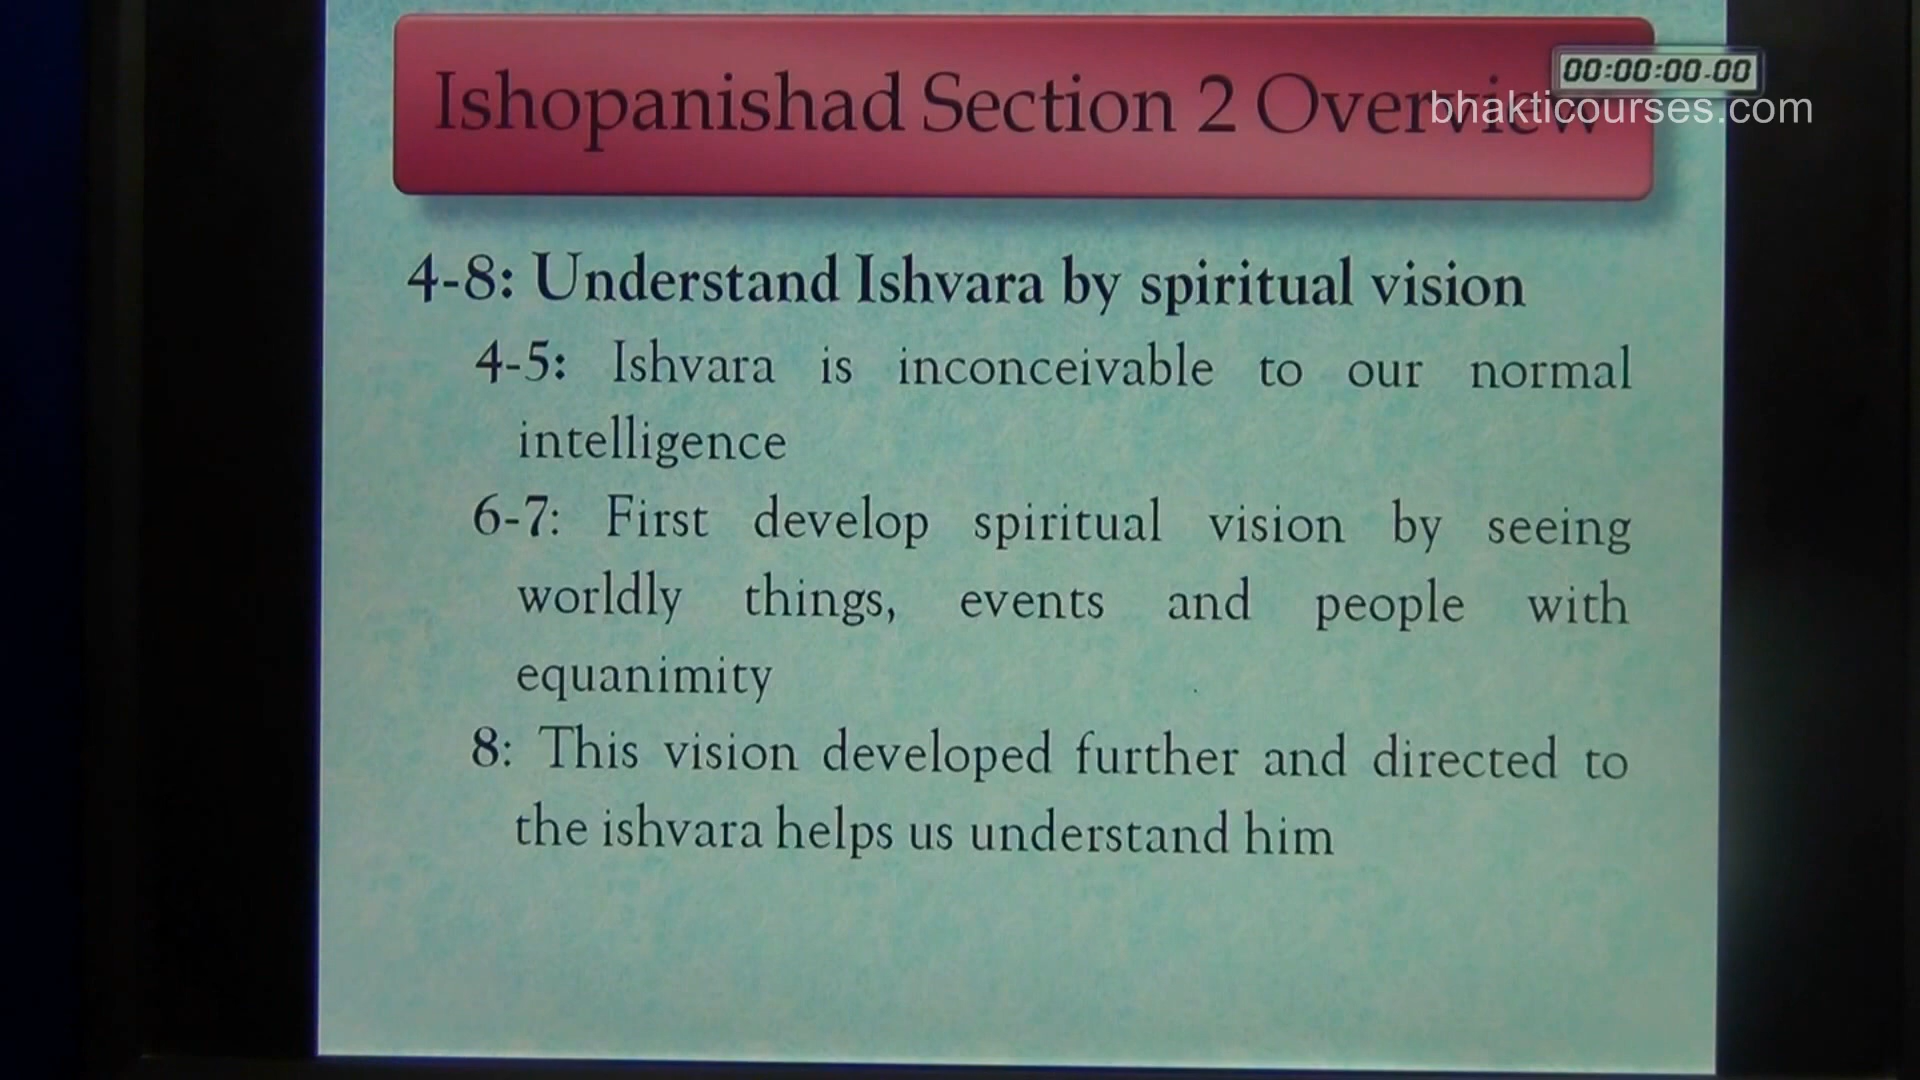 00:00:00-00
Ishopanishad Section 2 Overview
bhakticourses.com
4-8: Understand Ishvara by spiritual vision
4-5: Ishvara is inconceivable to our normal
intelligence
6-7: First develop spiritual vision by seeing
worldly things, events and people with
equanimity
8: This vision developed further and directed to
the ishvara helps us understand him